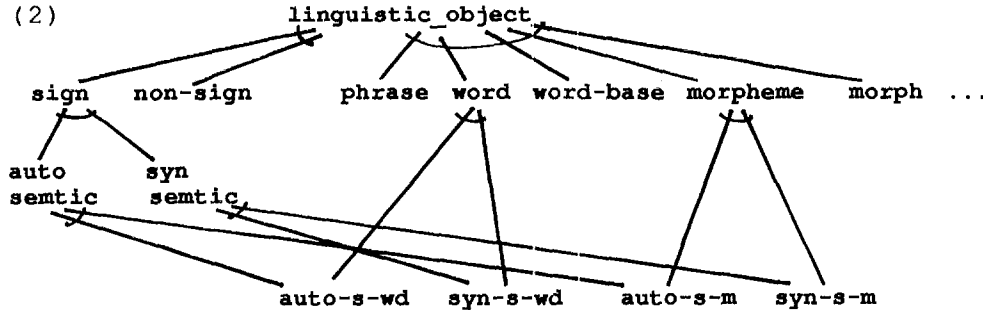 (2) linguistic_object
sign non-sign phrase word word-base morpheme morph ...
auto syn
semtic semtic
auto-s-wd syn-s-wd auto-s-m syn-s-m